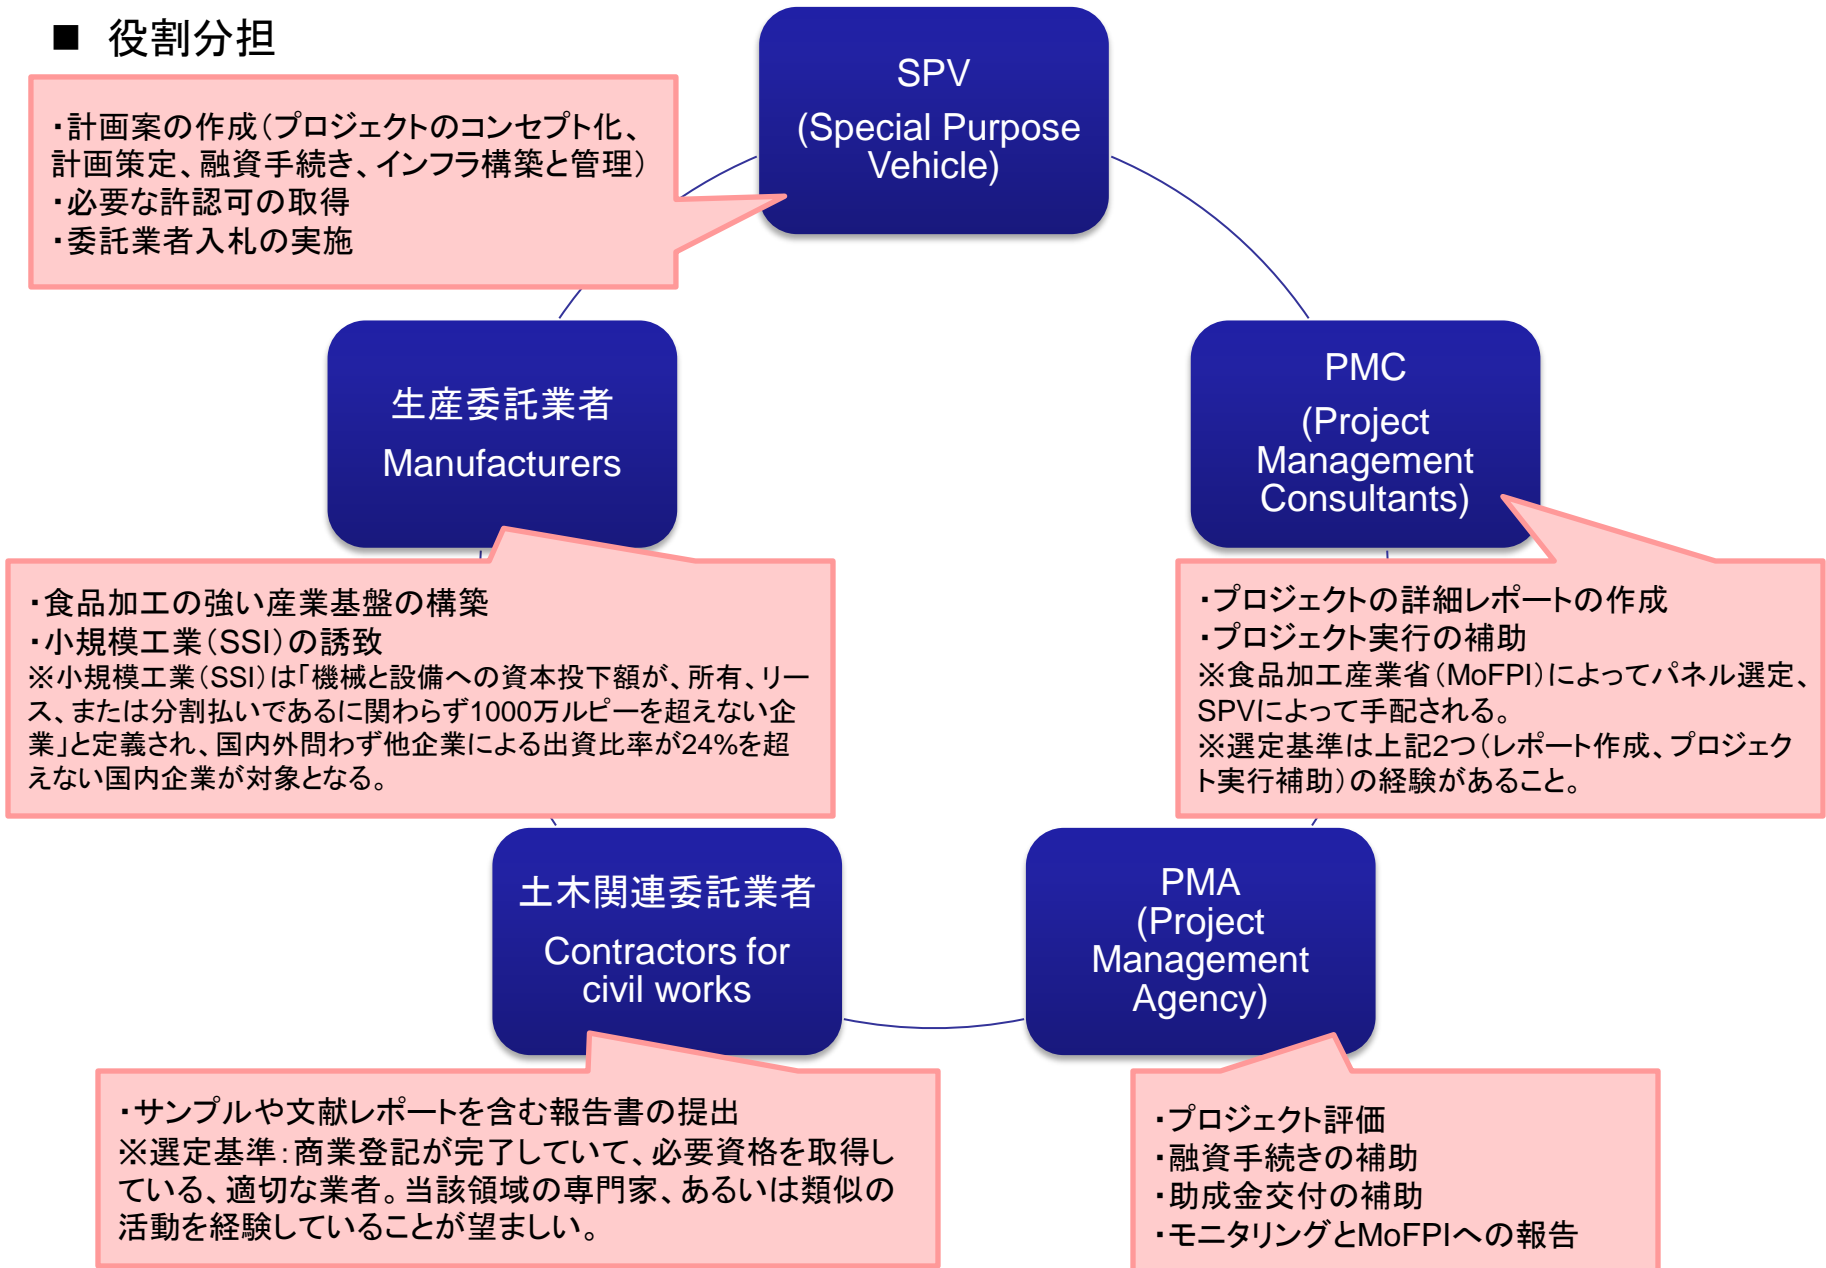 ■ 役割分担
SPV
(Special Purpose
Vehicle)
・計画案の作成（プロジェクトのコンセプト化、
計画策定、融資手続き、インフラ構築と管理）
・必要な許認可の取得
・委託業者入札の実施
PMC
(Project
Management
Consultants)
・プロジェクトの詳細レポートの作成
・プロジェクト実行の補助
※食品加工産業省（MoFPI）によってパネル選定、
SPVによって手配される。
※選定基準は上記2つ（レポート作成、プロジェク
ト実行補助）の経験があること。
PMA
(Project
Management
Agency)
・プロジェクト評価
・融資手続きの補助
・助成金交付の補助
・モニタリングとMoFPIへの報告
土木関連委託業者
Contractors for
civil works
・サンプルや文献レポートを含む報告書の提出
※選定基準：商業登記が完了していて、必要資格を取得し
ている、適切な業者。当該領域の専門家、あるいは類似の
活動を経験していることが望ましい。
生産委託業者
Manufacturers
・食品加工の強い産業基盤の構築
・小規模工業（SSI）の誘致
※小規模工業（SSI）は「機械と設備への資本投下額が、所有、リー
ス、または分割払いであるに関わらず1000万ルピーを超えない企
業」と定義され、国内外問わず他企業による出資比率が24%を超
えない国内企業が対象となる。